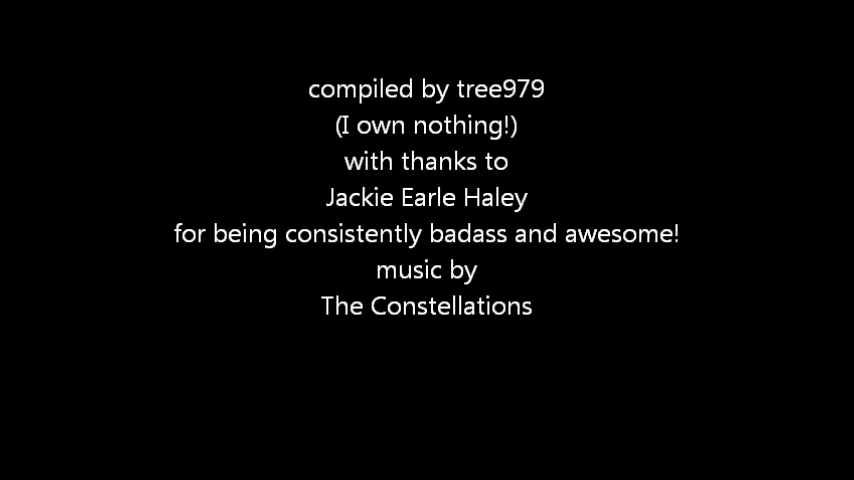 compiled by tree979
(I own nothing!)
with thanks to
Jackie Earle Haley
for being consistently badass and awesome!
music by
The Constellations